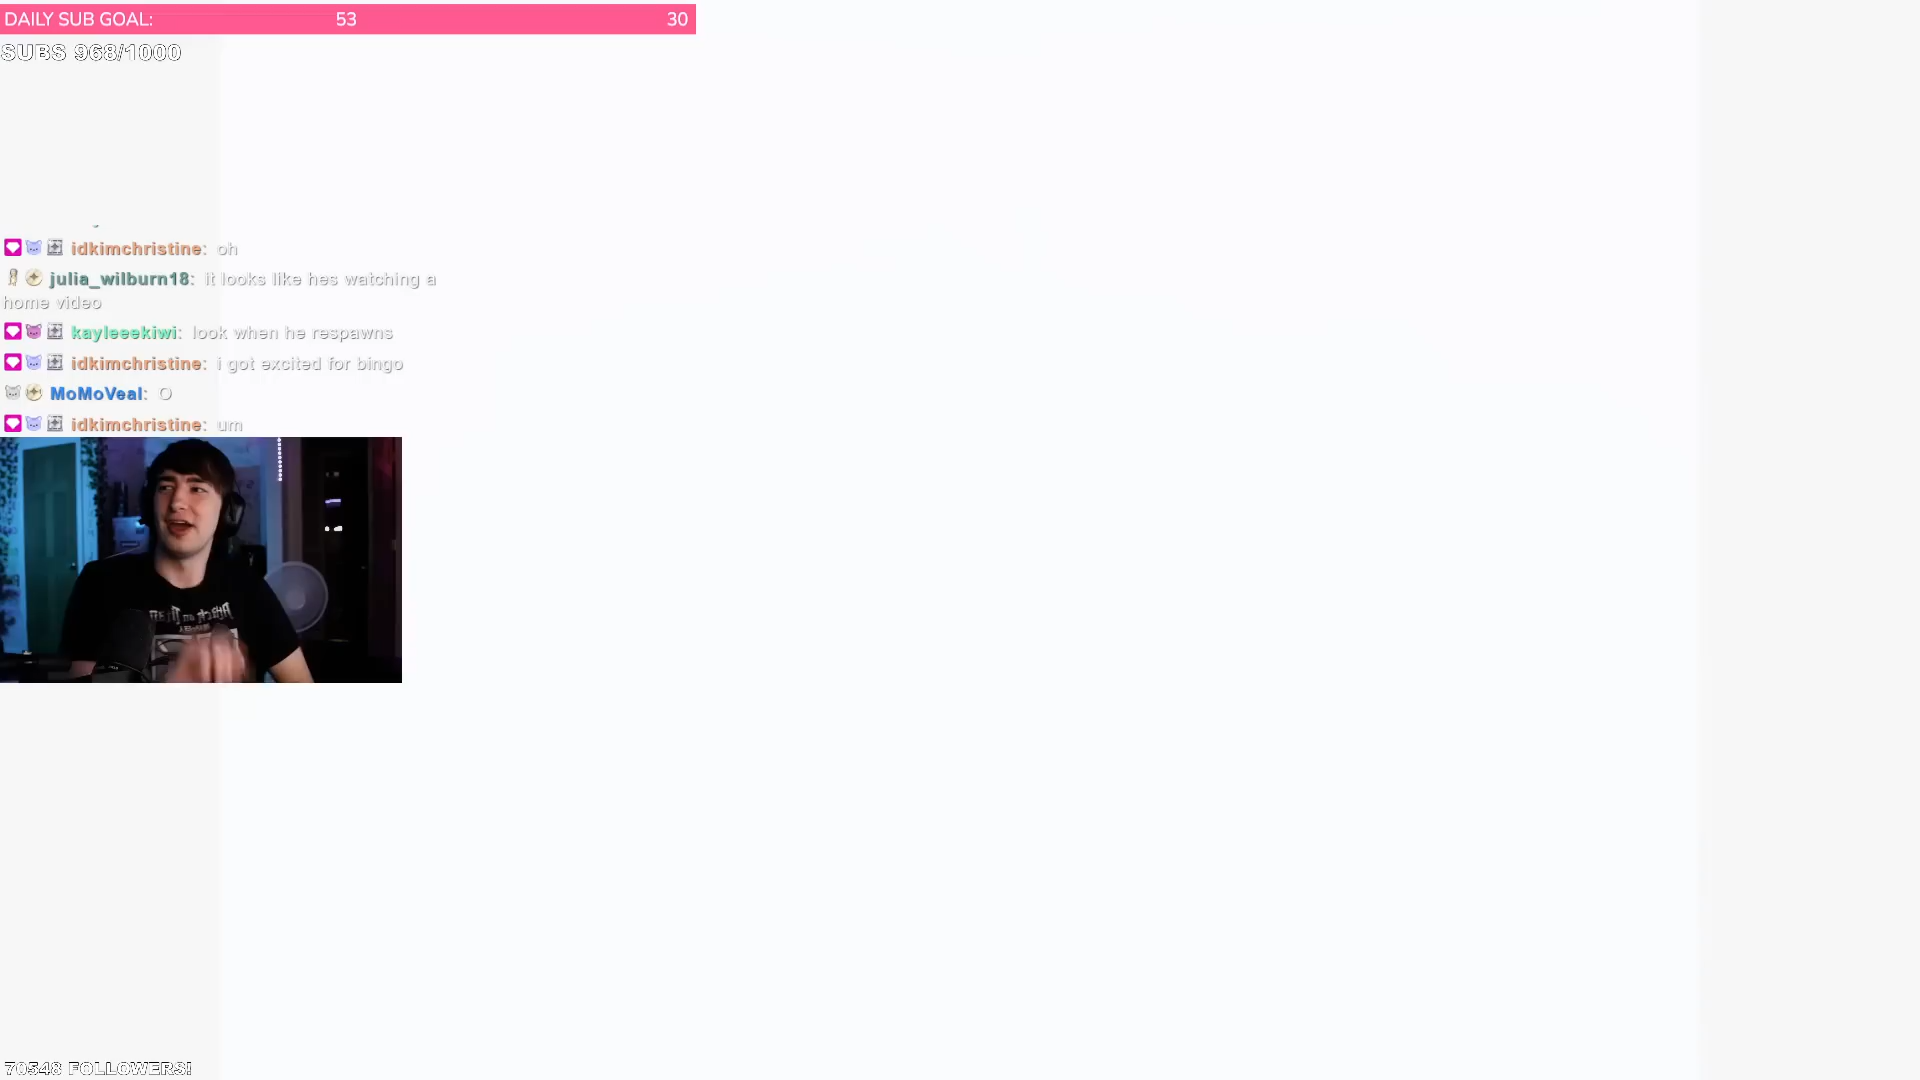 DAILY SUB GOAL: 53 30
SUBS 968/1000
idkimchristine: oh
julia_wilburn18: it looks like hes watching a
home video
kayleeekiwi: look when he respawns
idkimchristine: i got excited for bingo
MoMoVeal: O
idkimchristine: um
70548 FOLLOWERS!